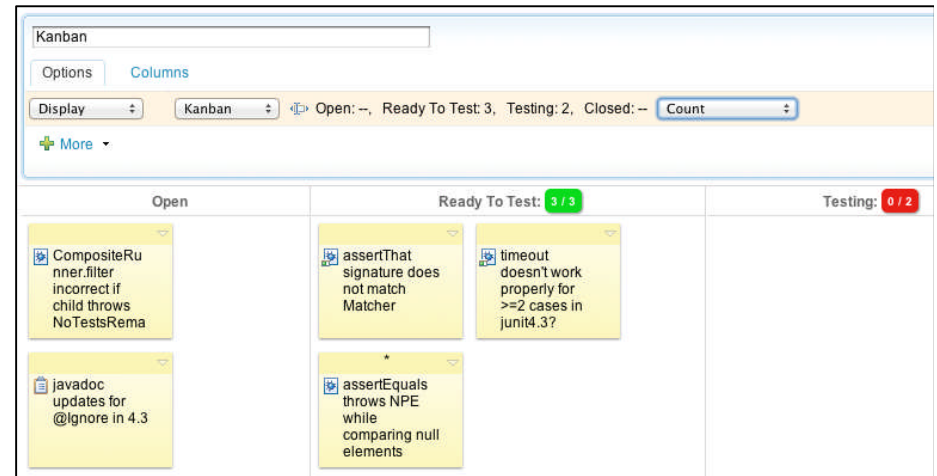 Kanban
Options Columns
Display Kanban Open: --, Ready To Test: 3, Testing: 2, Closed: -- Count
More
Open Ready To Test: 3 / 3 Testing: 0 / 2
CompositeRu
nner.filter
incorrect if
child throws
NoTestsRema
assertThat
signature does
not match
Matcher
timeout
doesn't work
properly for
>=2 cases in
junit4.3?
javadoc
updates for
@Ignore in 4.3
*
assertEquals
throws NPE
while
comparing null
elements